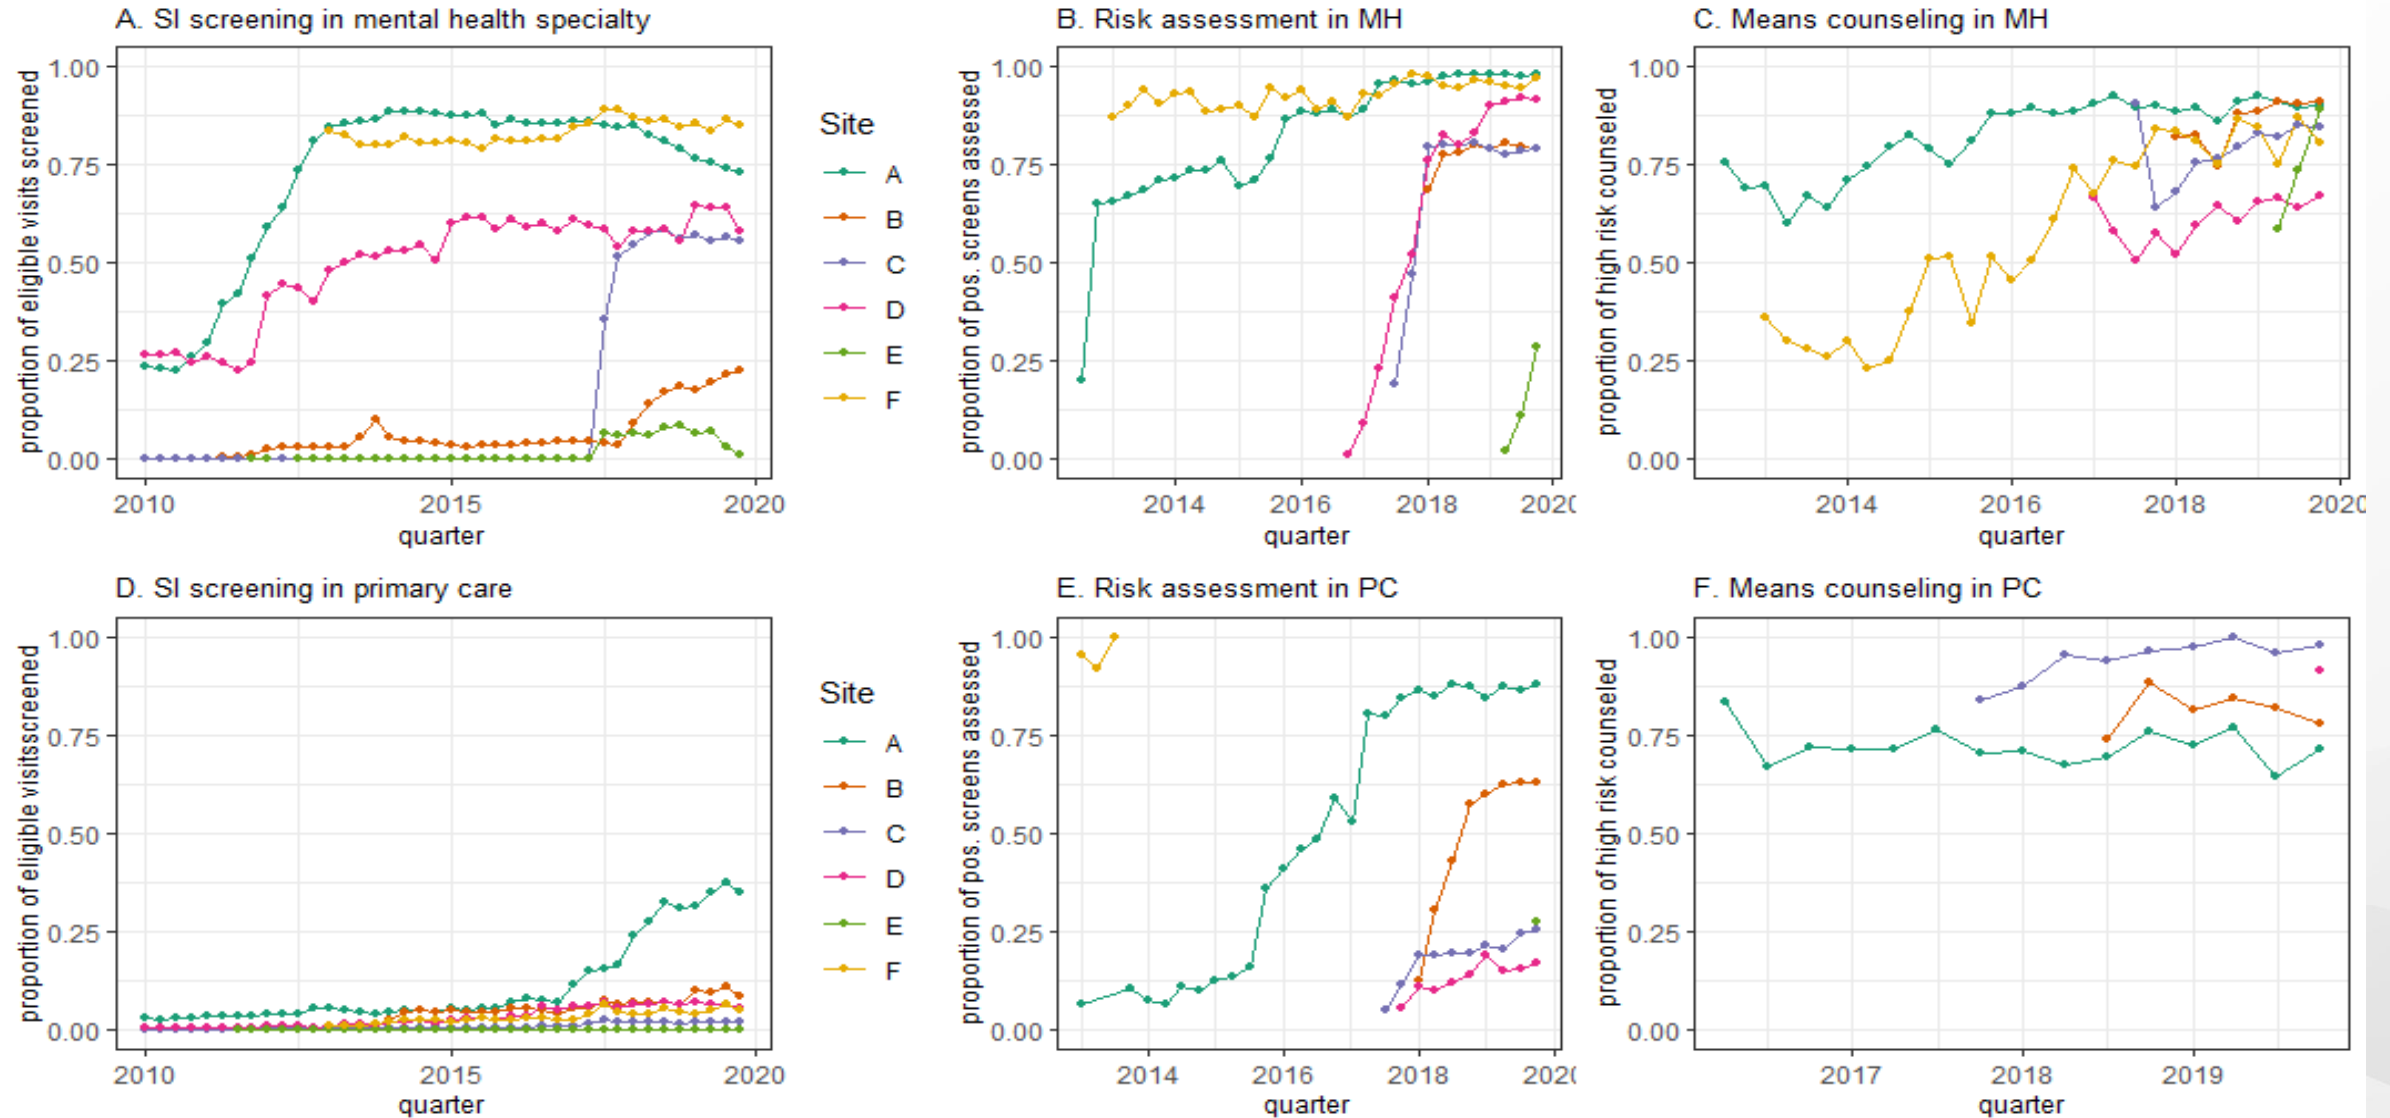 A. SI screening in mental health specialty
proportion of eligible visits screened
1.00
0.75
0.50
0.25
0.00
2010 2015 2020
quarter
Site
A
B
C
D
E
F
B. Risk assessment in MH
proportion of pos. screens assessed
1.00
0.75
0.50
0.25
0.00
2014 2016 2018 202
quarter
C. Means counseling in MH
proportion of high risk counseled
1.00
0.75
0.50
0.25
0.00
2014 2016 2018 2020
quarter
D. SI screening in primary care
proportion of eligible visitsscreened
1.00
0.75
0.50
0.25
0.00
2010 2015 2020
quarter
Site
A
B
C
D
E
F
E. Risk assessment in PC
proportion of pos. screens assessed
1.00
0.75
0.50
0.25
0.00
2014 2016 2018 202
quarter
F. Means counseling in PC
proportion of high risk counseled
1.00
0.75
0.50
0.25
0.00
2017 2018 2019
quarter